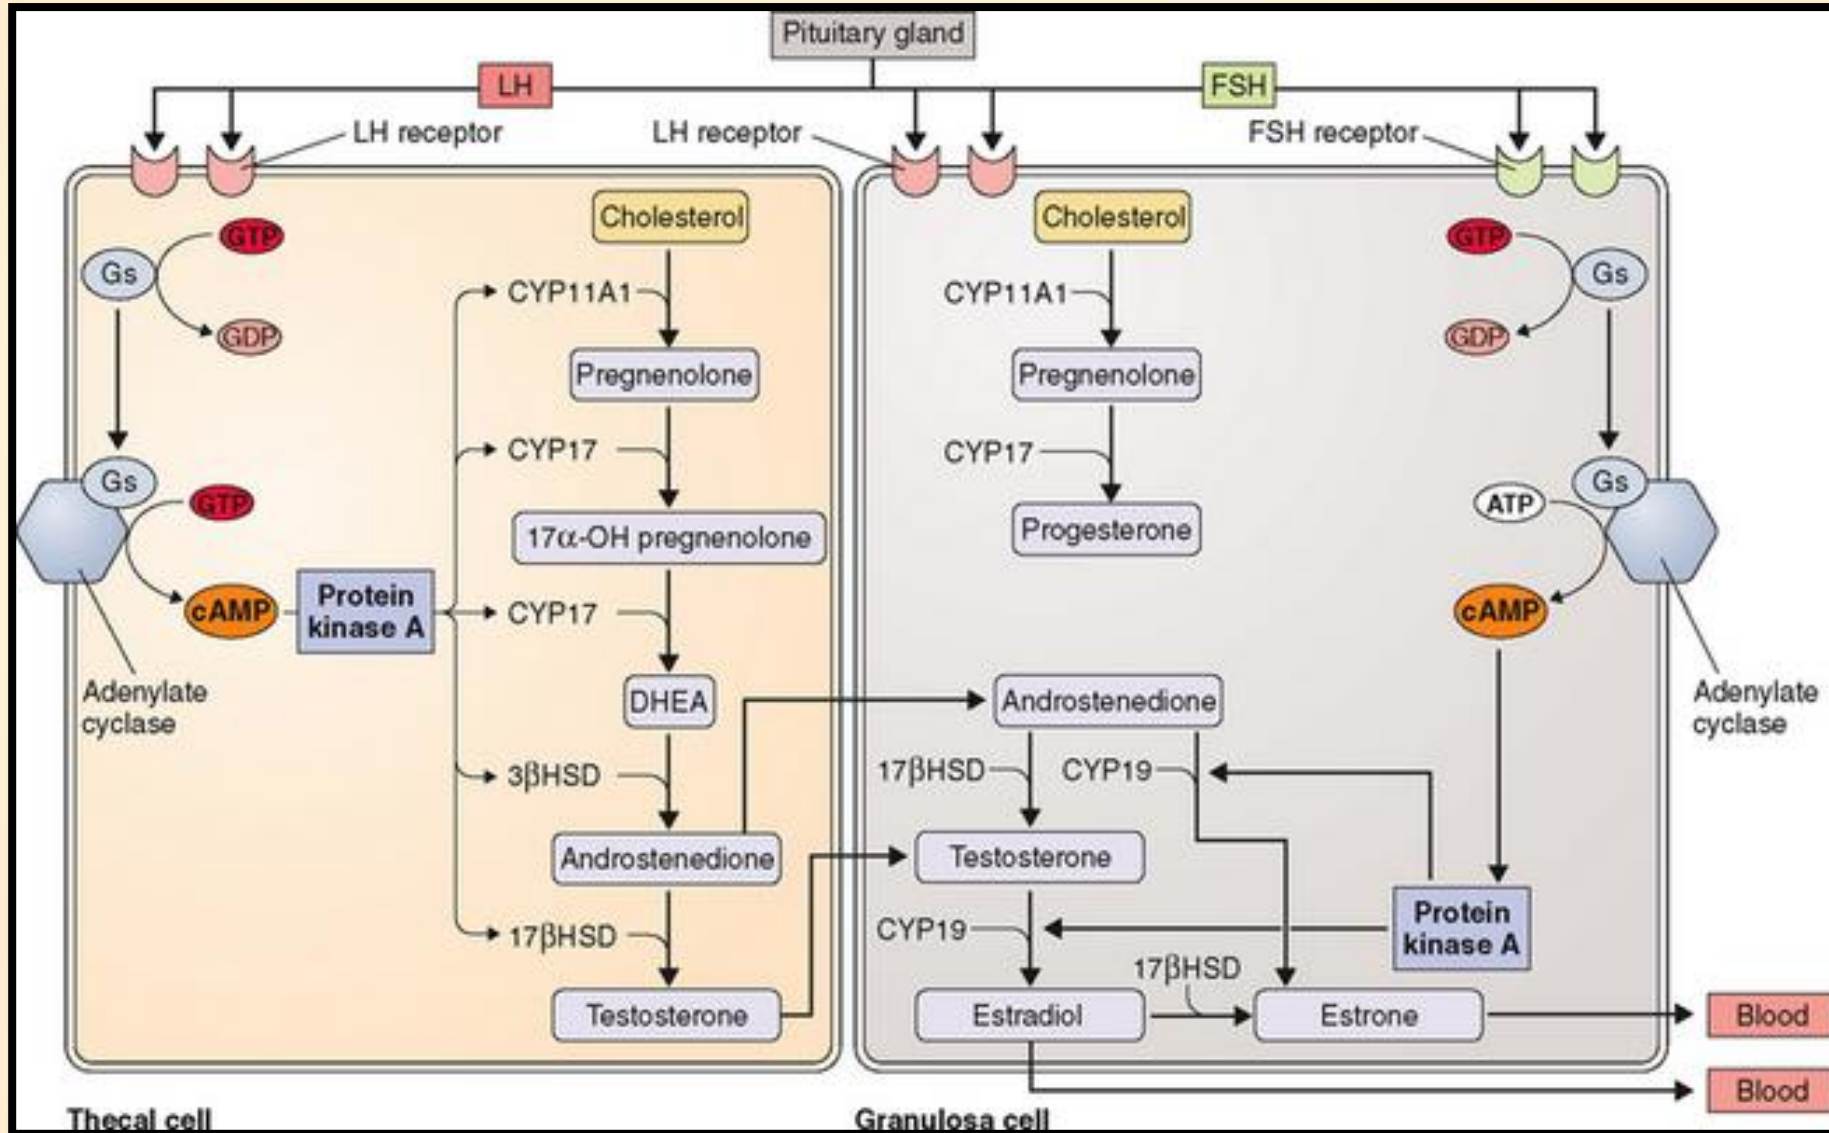 Pituitary gland
LH
FSH
LH receptor
LH receptor
FSH receptor
Cholesterol
GTP
Gs
CYP11A1
GDP
Pregnenolone
CYP17
Gs
GTP
17α-OH pregnenolone
cAMP
Protein
kinase A
CYP17
Adenylate
cyclase
DHEA
3βHSD
Androstenedione
17βHSD
Testosterone
Thecal cell
Cholesterol
GTP
Gs
CYP11A1
GDP
Pregnenolone
CYP17
Gs
ATP
Progesterone
cAMP
Adenylate
cyclase
Androstenedione
17βHSD
CYP19
Testosterone
Protein
kinase A
CYP19
17βHSD
Estradiol
Estrone
Blood
Blood
Granulosa cell